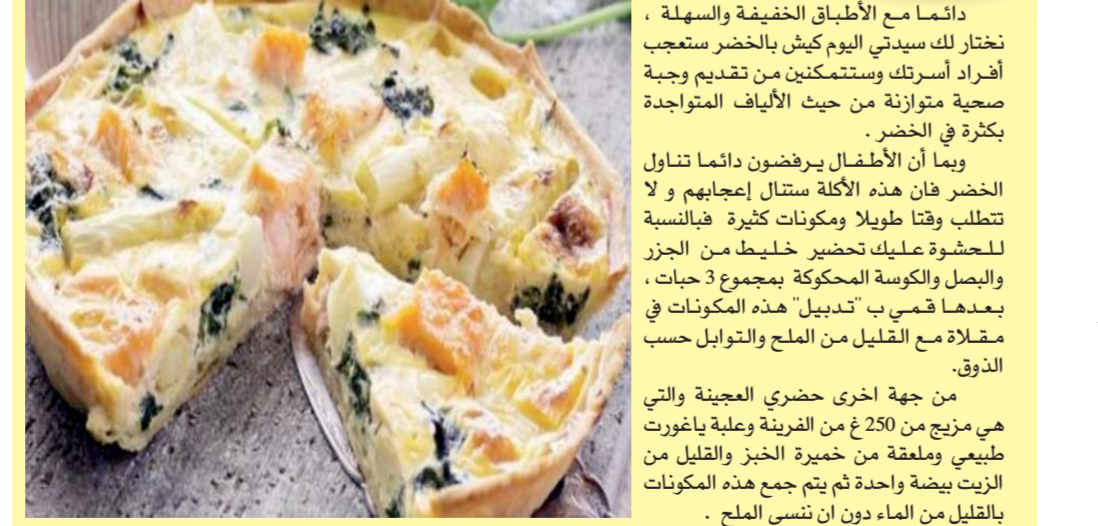 دائما مع الأطباق الخفيفة والسهلة ،
نختار لك سيدتي اليوم كيش بالخضر ستعجب
أفراد أسرتك وستتمكنين من تقديم وجبة
صحية متوازنة من حيث الألياف المتواجدة
بكثرة في الخضر .
وبما أن الأطفال يرفضون دائما تناول
الخضر فان هذه الأكلة ستنال إعجابهم و لا
تتطلب وقتا طويلا ومكونات كثيرة فبالنسبة
للحشوة عليك تحضير خليط من الجزر
والبصل والكوسة المحكوكة بمجموع 3 حبات ،
بعدها قمي ب "تدبيل" هذه المكونات في
مقلاة مع القليل من الملح والتوابل حسب
الذوق.
من جهة اخرى حضري العجينة والتي
هي مزيج من 250 غ من الفرينة وعلبة ياغورت
طبيعي وملعقة من خميرة الخبز والقليل من
الزيت بيضة واحدة ثم يتم جمع هذه المكونات
بالقليل من الماء دون ان ننسى الملح .